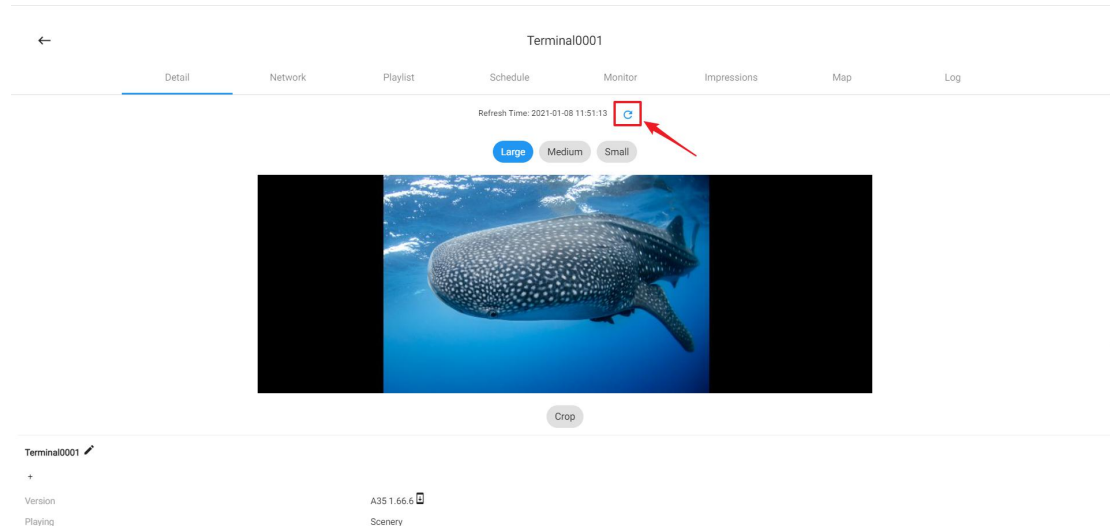 Terminal0001
Detail Network Playlist Schedule Monitor Impressions Map Log
Refresh Time: 2021-01-08 11:51:13
Large Medium Small
Crop
Terminal0001
+
Version A35 1.66.6
Playing Scenery